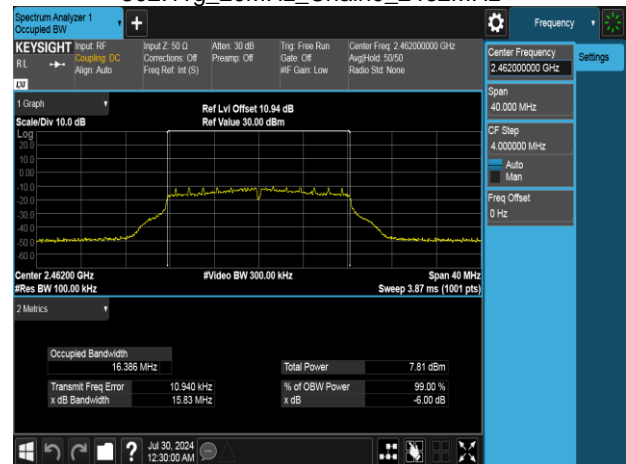 Spectrum Analyzer 1
Occupied BW
Frequency
KEYSIGHT
R L
LXI
Input: RF
Coupling: DC
Align: Auto
Input Z: 50 Ω
Corrections: Off
Freq Ref: Int (S)
Atten: 30 dB
Preamp: Off
Trig: Free Run
Gate: Off
#IF Gain: Low
Center Freq: 2.462000000 GHz
Avg|Hold: 50/50
Radio Std: None
Center Frequency
2.462000000 GHz
Settings
Span
40.000 MHz
CF Step
4.000000 MHz
Auto
Man
Freq Offset
0 Hz
1 Graph
Scale/Div 10.0 dB
Ref Lvl Offset 10.94 dB
Ref Value 30.00 dBm
Log
20.0
10.0
0.00
-10.0
-20.0
-30.0
-40.0
-50.0
-60.0
Center 2.46200 GHz
#Res BW 100.00 kHz
#Video BW 300.00 kHz
Span 40 MHz
Sweep 3.87 ms (1001 pts)
2 Metrics
Occupied Bandwidth
16.386 MHz
Total Power 7.81 dBm
Transmit Freq Error 10.940 kHz
% of OBW Power 99.00 %
x dB Bandwidth 15.83 MHz
x dB -6.00 dB
Jul 30, 2024
12:30:00 AM